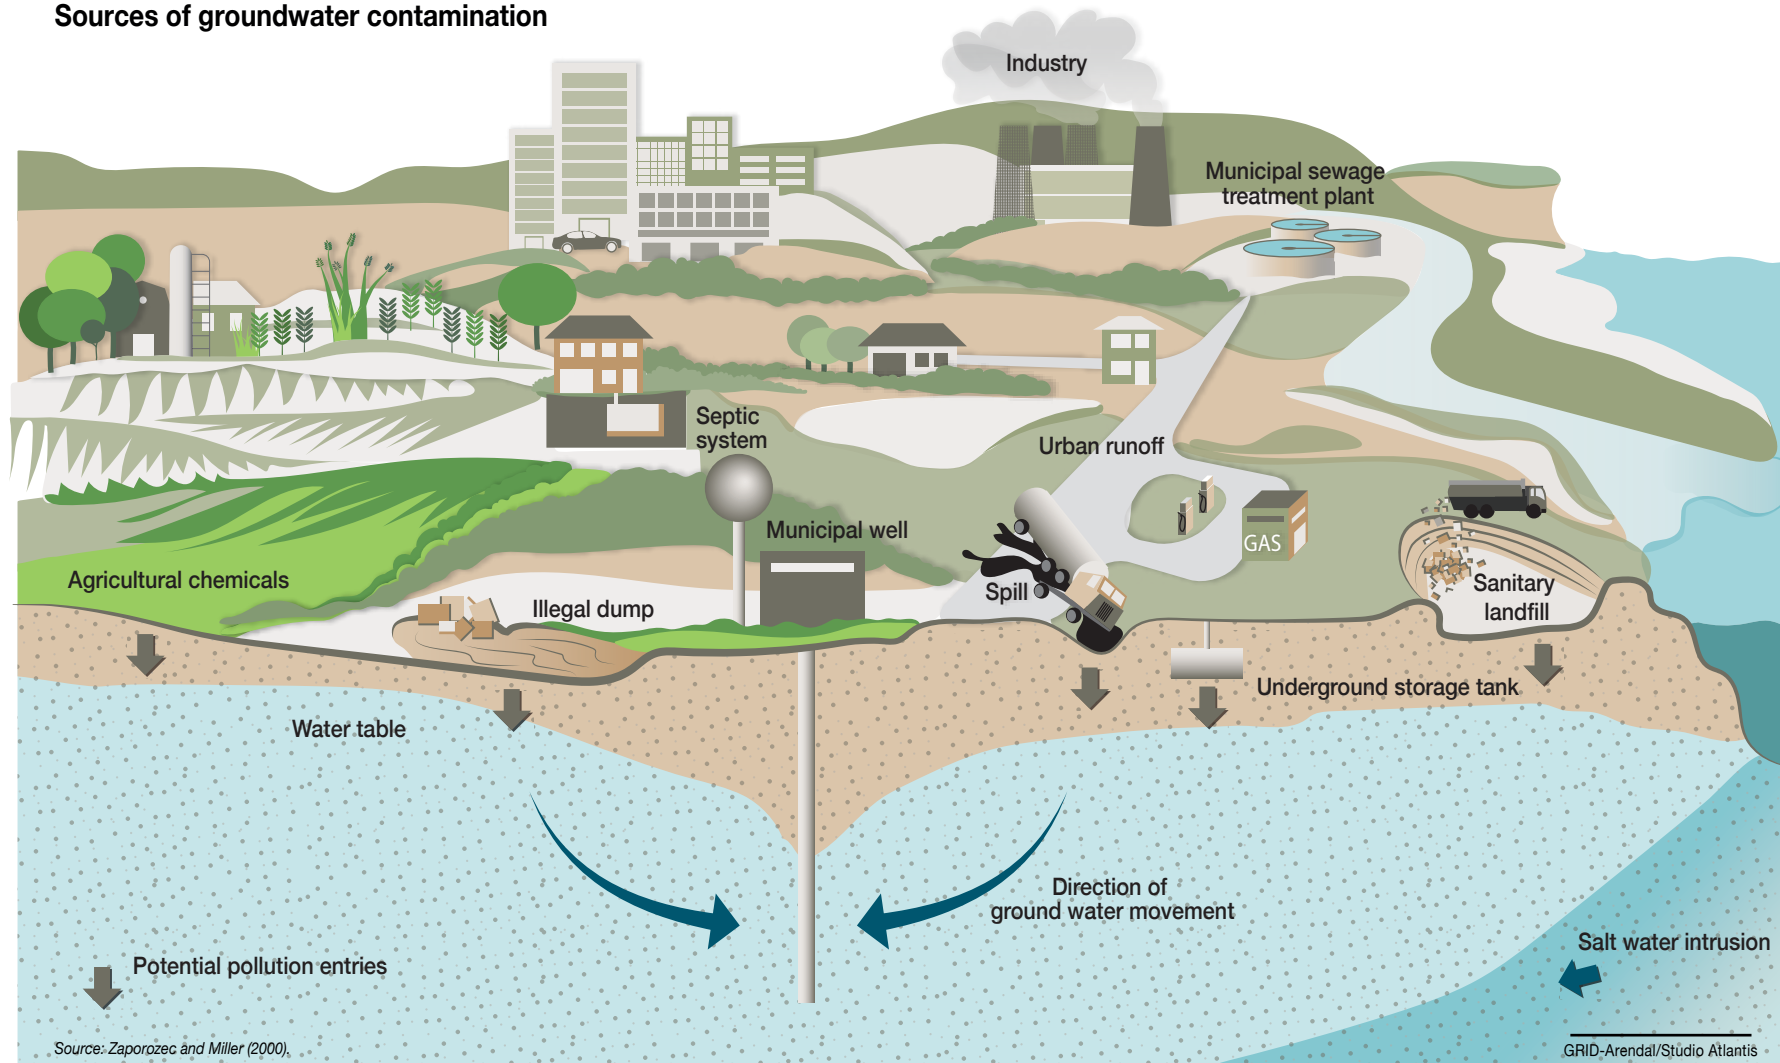 Sources of groundwater contamination
Industry
Municipal sewage
treatment plant
Septic
system
Urban runoff
Municipal well
GAS
Agricultural chemicals
Illegal dump
Spill
Sanitary
landfill
Underground storage tank
Water table
Direction of
ground water movement
Salt water intrusion
Potential pollution entries
Source: Zaporozec and Miller (2000).
GRID-Arendal/Studio Atlantis